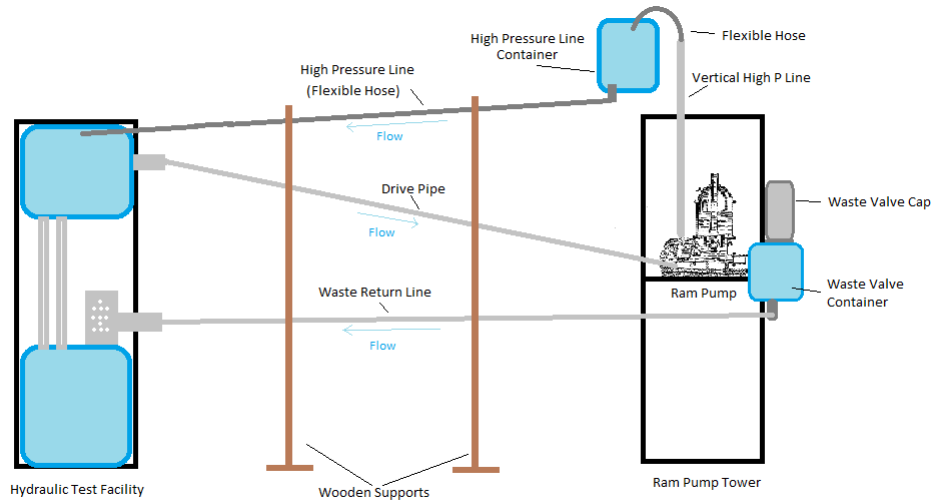 Flexible Hose
High Pressure Line
Container
High Pressure Line
(Flexible Hose)
Vertical High P Line
Flow
Drive Pipe
Flow
Waste Valve Cap
Ram Pump
Waste Valve
Container
Waste Return Line
Flow
Hydraulic Test Facility
Wooden Supports
Ram Pump Tower